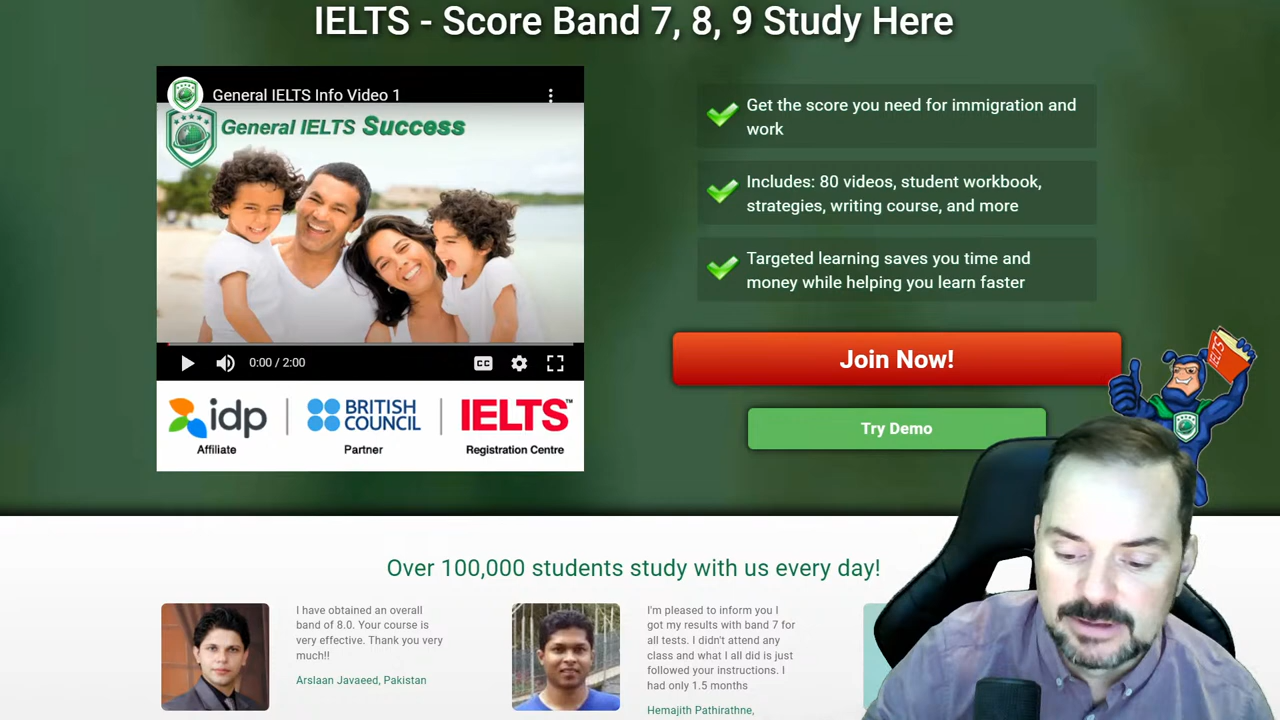 IELTS - Score Band 7, 8, 9 Study Here
General IELTS Info Video 1
General IELTS Success
0:00 / 2:00
CC
idp
Affiliate
BRITISH
COUNCIL
Partner
IELTS™
Registration Centre
Get the score you need for immigration and
work
Includes: 80 videos, student workbook,
strategies, writing course, and more
Targeted learning saves you time and
money while helping you learn faster
Join Now!
Try Demo
IELTS
Over 100,000 students study with us every day!
I have obtained an overall
band of 8.0. Your course is
very effective. Thank you very
much!!
Arslaan Javaeed, Pakistan
I'm pleased to inform you I
got my results with band 7 for
all tests. I didn't attend any
class and what I all did is just
followed your instructions. I
had only 1.5 months
Hemajith Pathirathne,